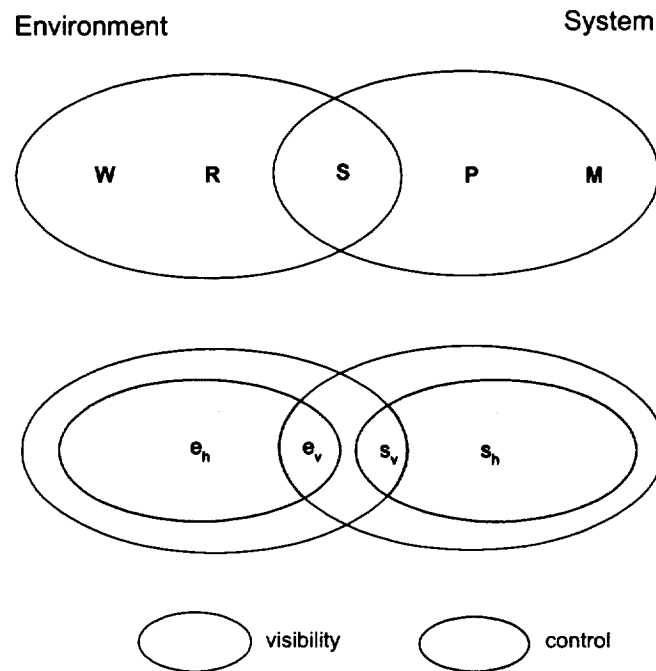 Environment System
W R S P M
e_h e_v s_v s_h
visibility control